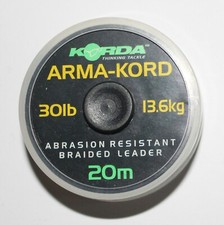 KORDA
THINKING TACKLE
ARMA-KORD
30lb 13.6kg
ABRASION RESISTANT
BRAIDED LEADER
20m